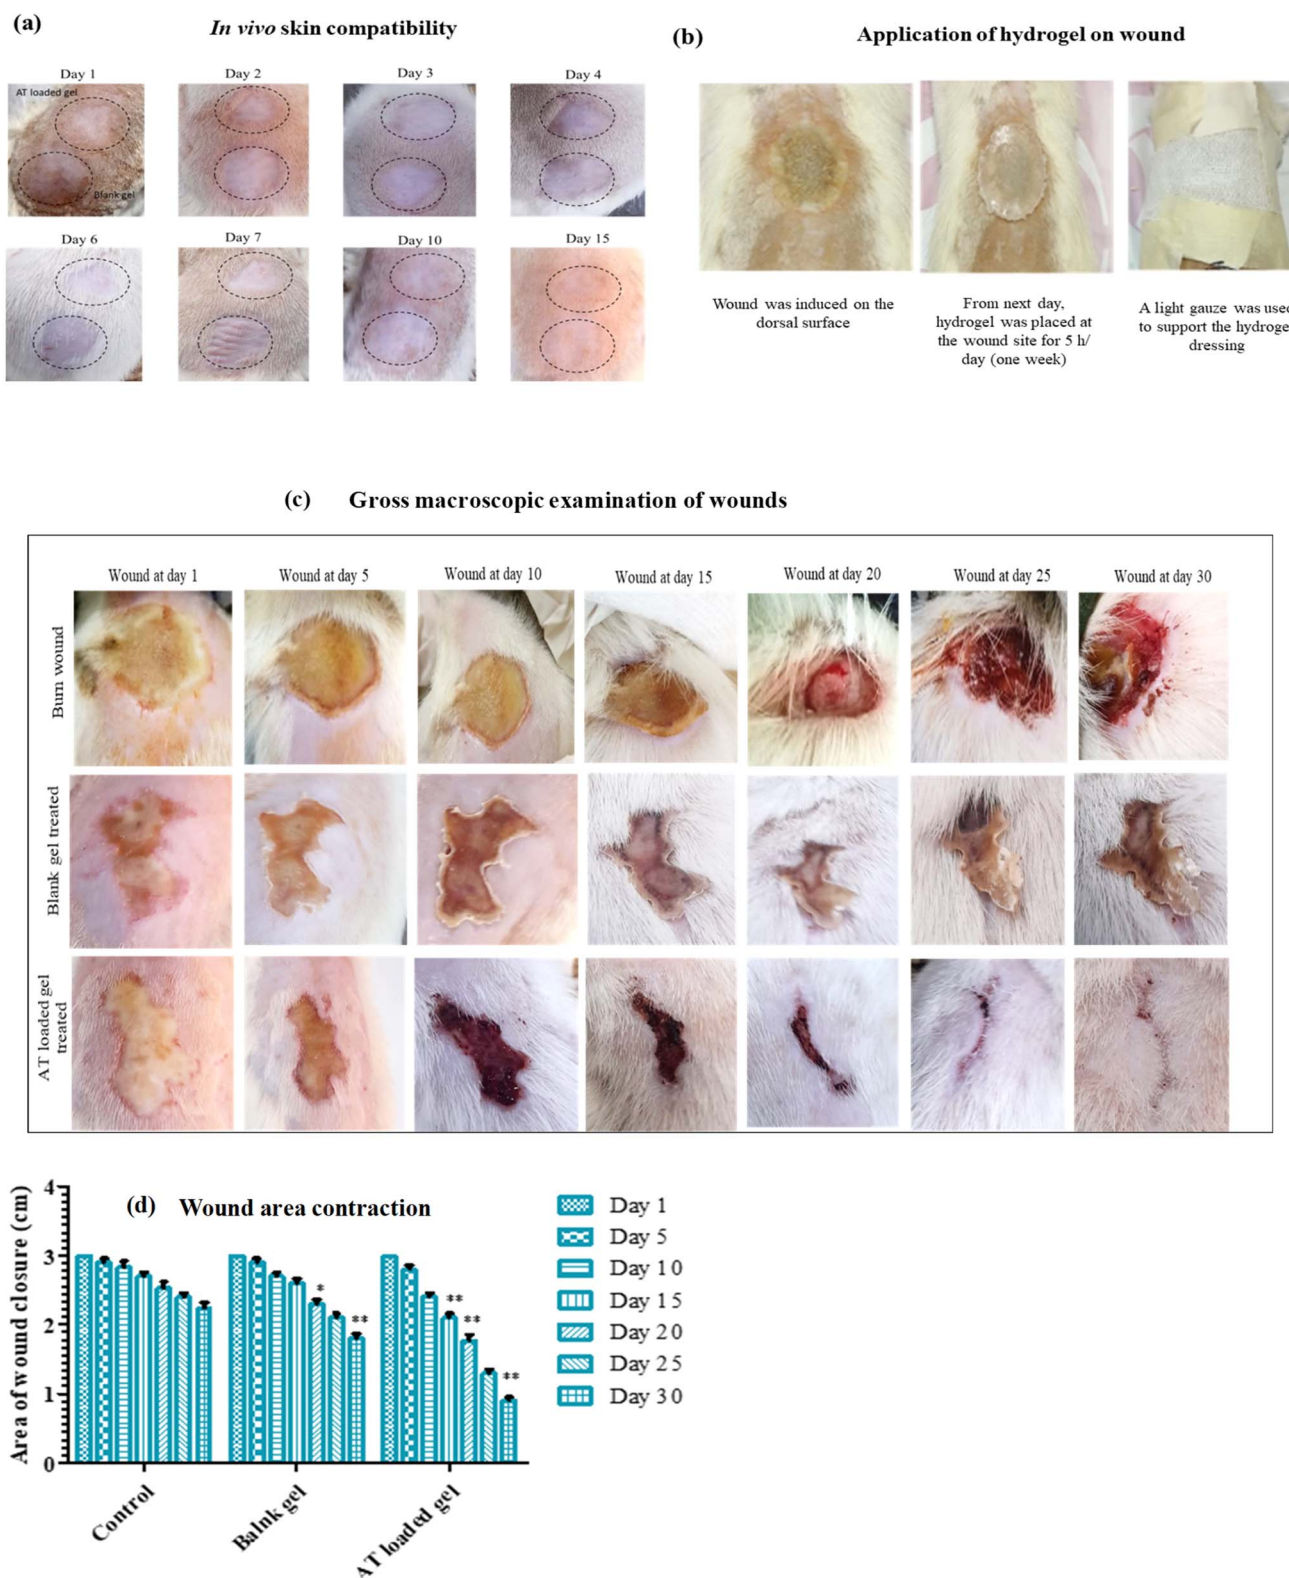 (a)
In vivo skin compatibility
Day 1
Day 2
Day 3
Day 4
AT loaded gel
Blank gel
Day 6
Day 7
Day 10
Day 15
(b)
Application of hydrogel on wound
Wound was induced on the
dorsal surface
From next day,
hydrogel was placed at
the wound site for 5 h/
day (one week)
A light gauze was used
to support the hydroge
dressing
(c)
Gross macroscopic examination of wounds
Wound at day 1
Wound at day 5
Wound at day 10
Wound at day 15
Wound at day 20
Wound at day 25
Wound at day 30
Burn wound
Blank gel treated
AT loaded gel
treated
(d)
Wound area contraction
Area of wound closure (cm)
4
3
2
1
0
*
**
**
**
**
Control
Balnk gel
AT loaded gel
Day 1
Day 5
Day 10
Day 15
Day 20
Day 25
Day 30